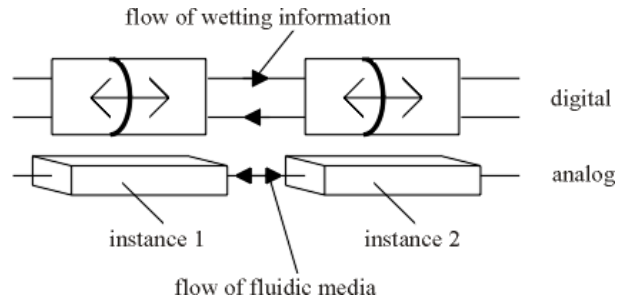 flow of wetting information
digital
analog
instance 1
instance 2
flow of fluidic media